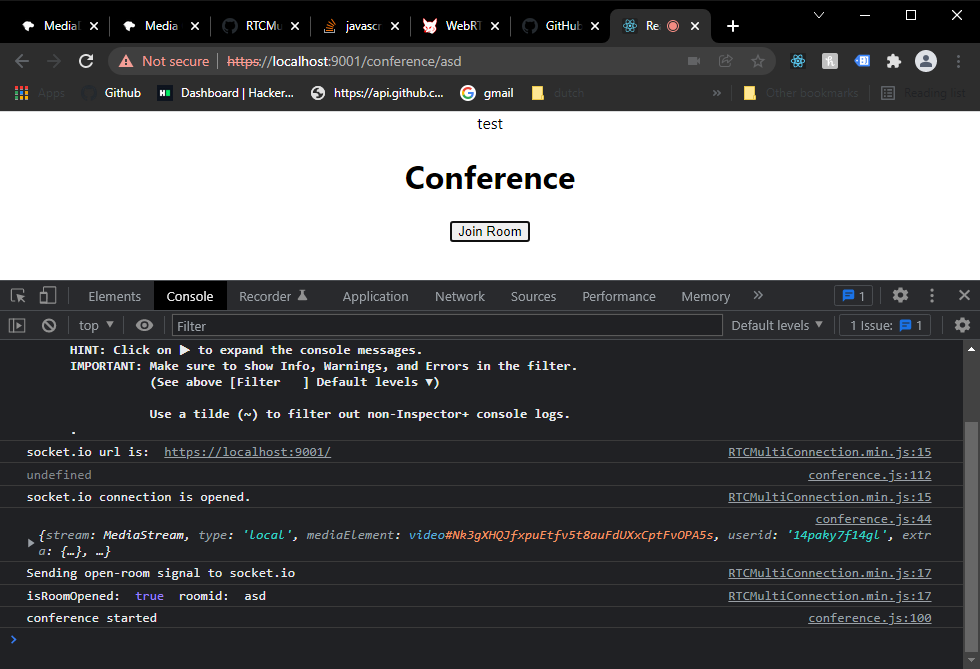 Media
Media
RTCMu
javasc
WebRT
GitHub
Re
Not secure
https://localhost:9001/conference/asd
Apps
Github
Dashboard | Hacker...
https://api.github.c...
gmail
dutch
»
Other bookmarks
Reading list
test
Conference
Join Room
Elements
Console
Recorder
Application
Network
Sources
Performance
Memory
»
1
top ▼
Filter
Default levels ▼
1 Issue: 1
HINT: Click on ▶ to expand the console messages.
IMPORTANT: Make sure to show Info, Warnings, and Errors in the filter.
(See above [Filter ] Default levels ▼)
Use a tilde (~) to filter out non-Inspector+ console logs.
.
socket.io url is: https://localhost:9001/ RTCMultiConnection.min.js:15
undefined conference.js:112
socket.io connection is opened. RTCMultiConnection.min.js:15
conference.js:44
{stream: MediaStream, type: 'local', mediaElement: video#Nk3gXHQJfxpuEtfv5t8auFdUXxCptFvOPA5s, userid: '14paky7f14gl', extr
a: {…}, …}
Sending open-room signal to socket.io RTCMultiConnection.min.js:17
isRoomOpened: true roomid: asd RTCMultiConnection.min.js:17
conference started conference.js:100